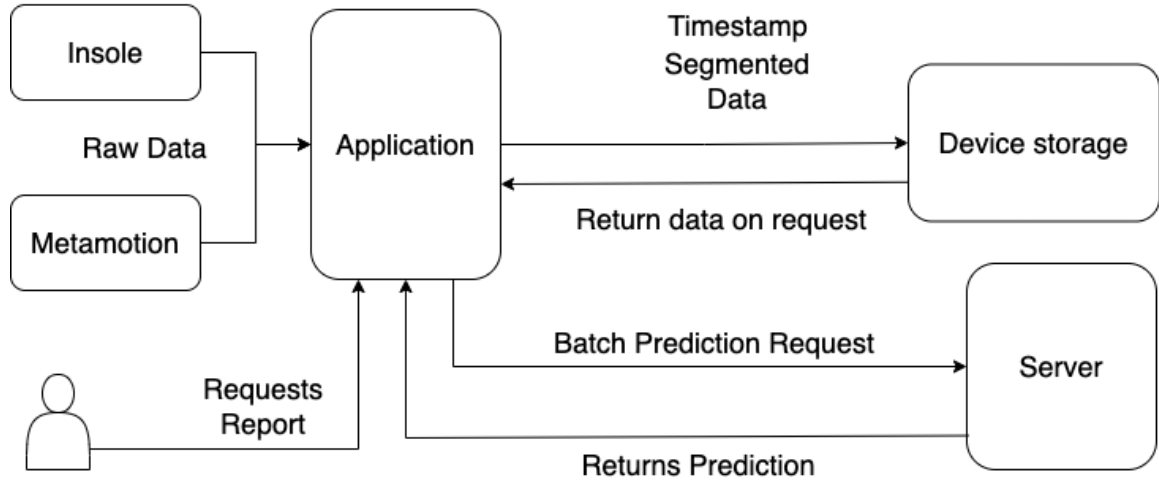 Insole
Raw Data
Metamotion
Application
Timestamp
Segmented
Data
Device storage
Return data on request
Batch Prediction Request
Server
Requests
Report
Returns Prediction